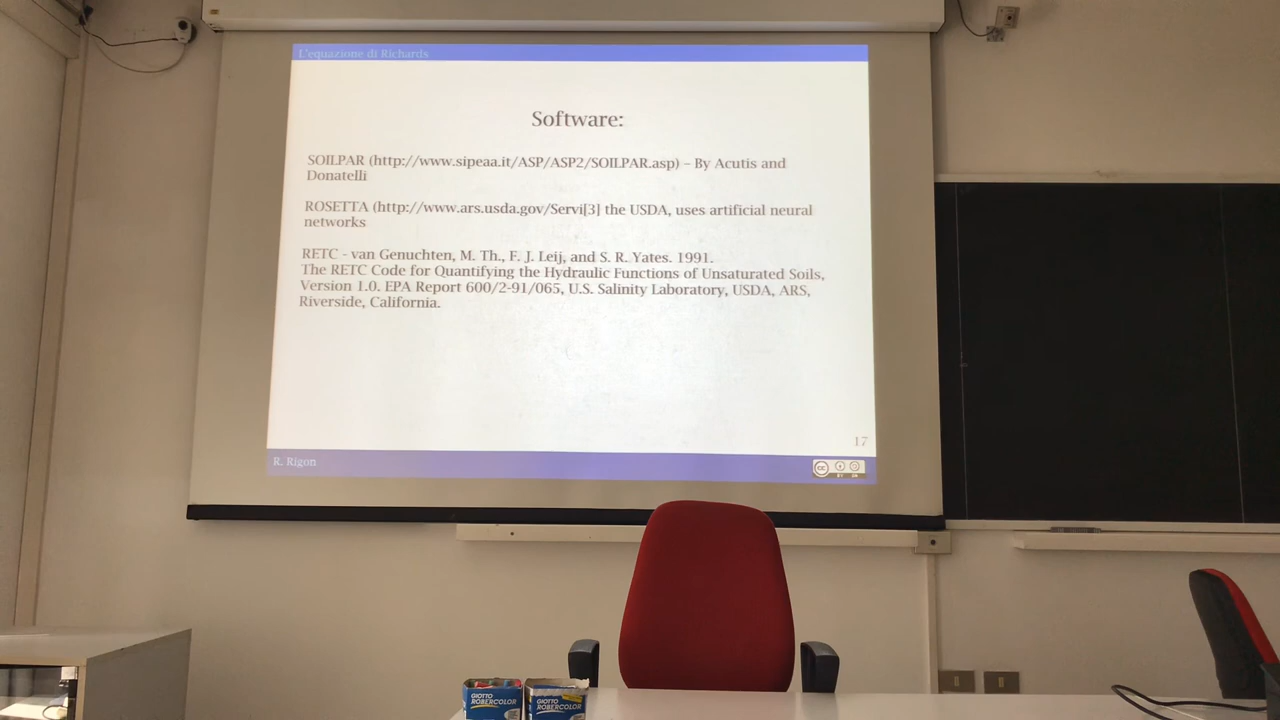 L'equazione di Richards
Software:
SOILPAR (http://www.sipeaa.it/ASP/ASP2/SOILPAR.asp) – By Acutis and
Donatelli
ROSETTA (http://www.ars.usda.gov/Servi[3] the USDA, uses artificial neural
networks
RETC - van Genuchten, M. Th., F. J. Leij, and S. R. Yates. 1991.
The RETC Code for Quantifying the Hydraulic Functions of Unsaturated Soils,
Version 1.0. EPA Report 600/2-91/065, U.S. Salinity Laboratory, USDA, ARS,
Riverside, California.
17
R. Rigon
cc
GIOTTO
ROBERCOLOR
GIOTTO
ROBERCOLOR